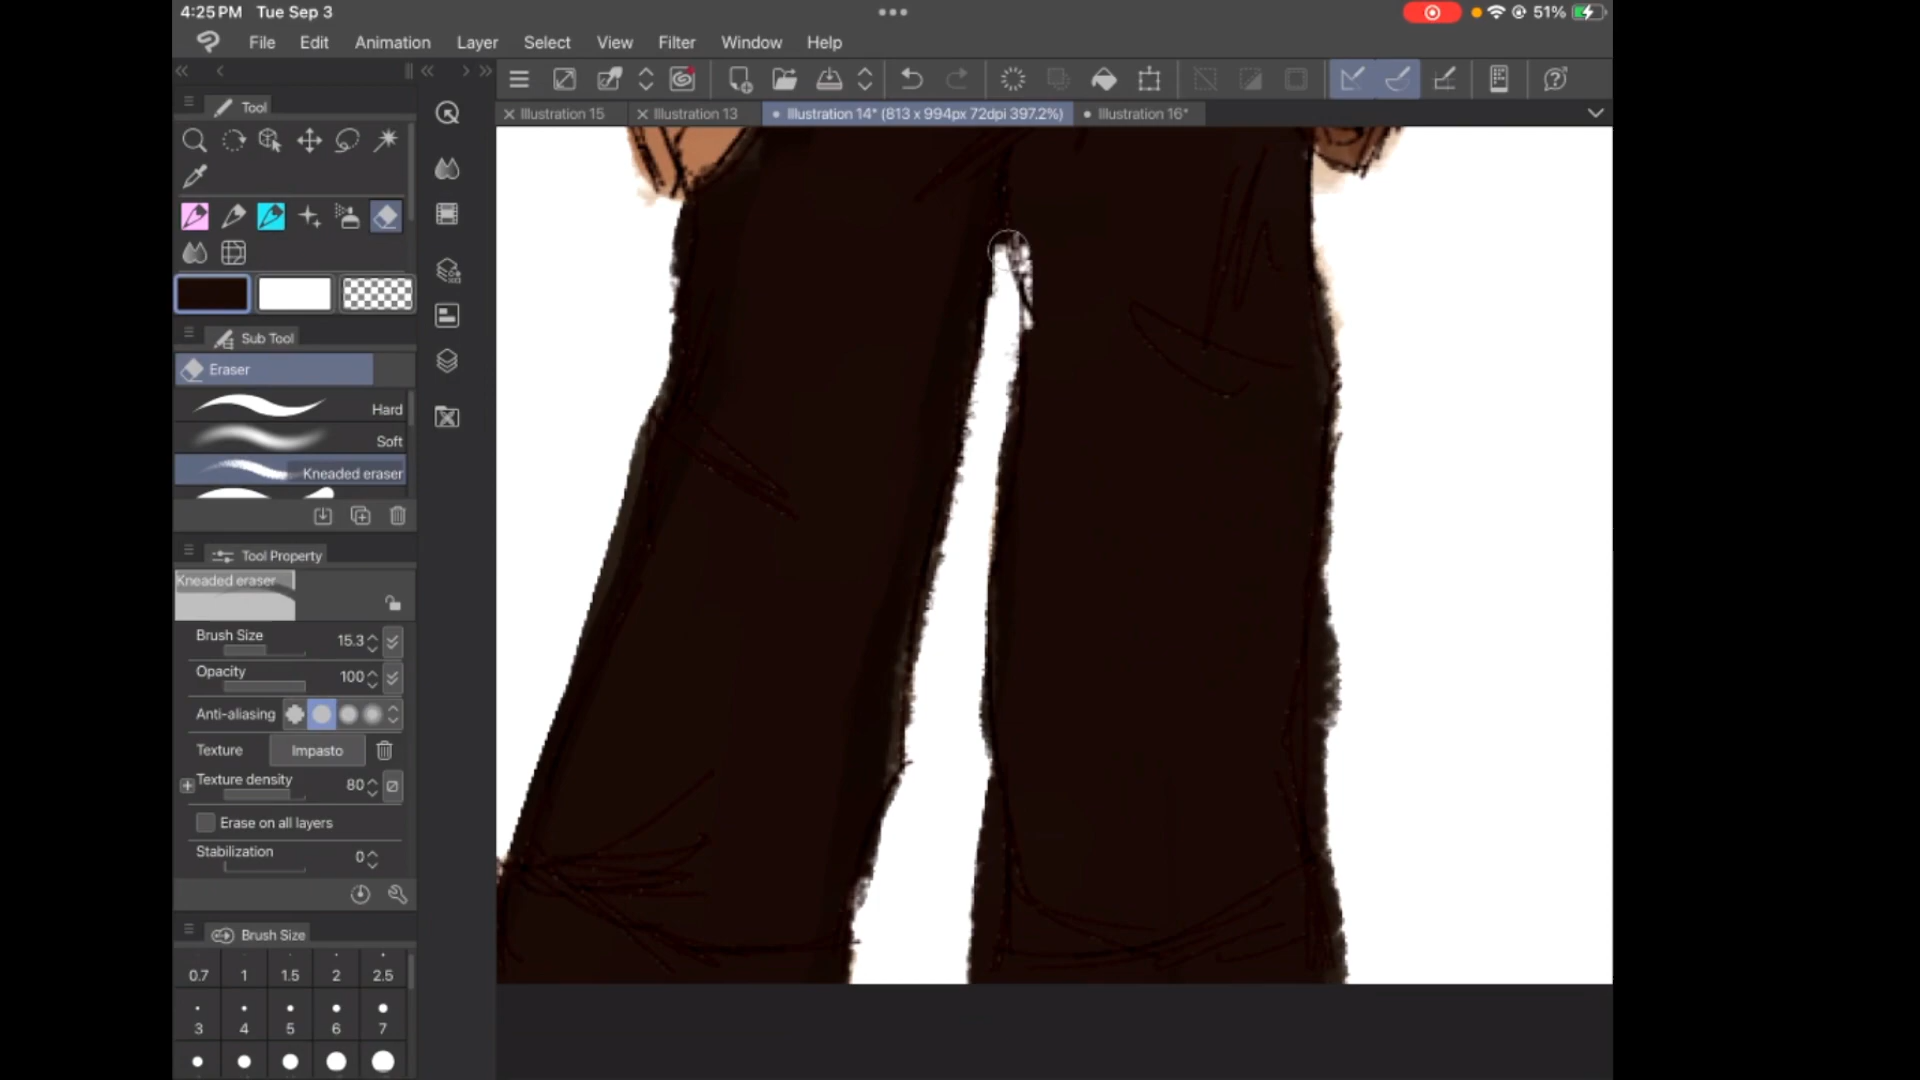 4:25 PM Tue Sep 3
51%
File Edit Animation Layer Select View Filter Window Help
Tool
Illustration 15
Illustration 13
Illustration 14* (813 x 994px 72dpi 397.2%)
Illustration 16*
Sub Tool
Eraser
Hard
Soft
Kneaded eraser
Tool Property
Kneaded eraser
Brush Size 15.3
Opacity 100
Anti-aliasing
Texture Impasto
Texture density 80
Erase on all layers
Stabilization 0
Brush Size
0.7 1 1.5 2 2.5
3 4 5 6 7